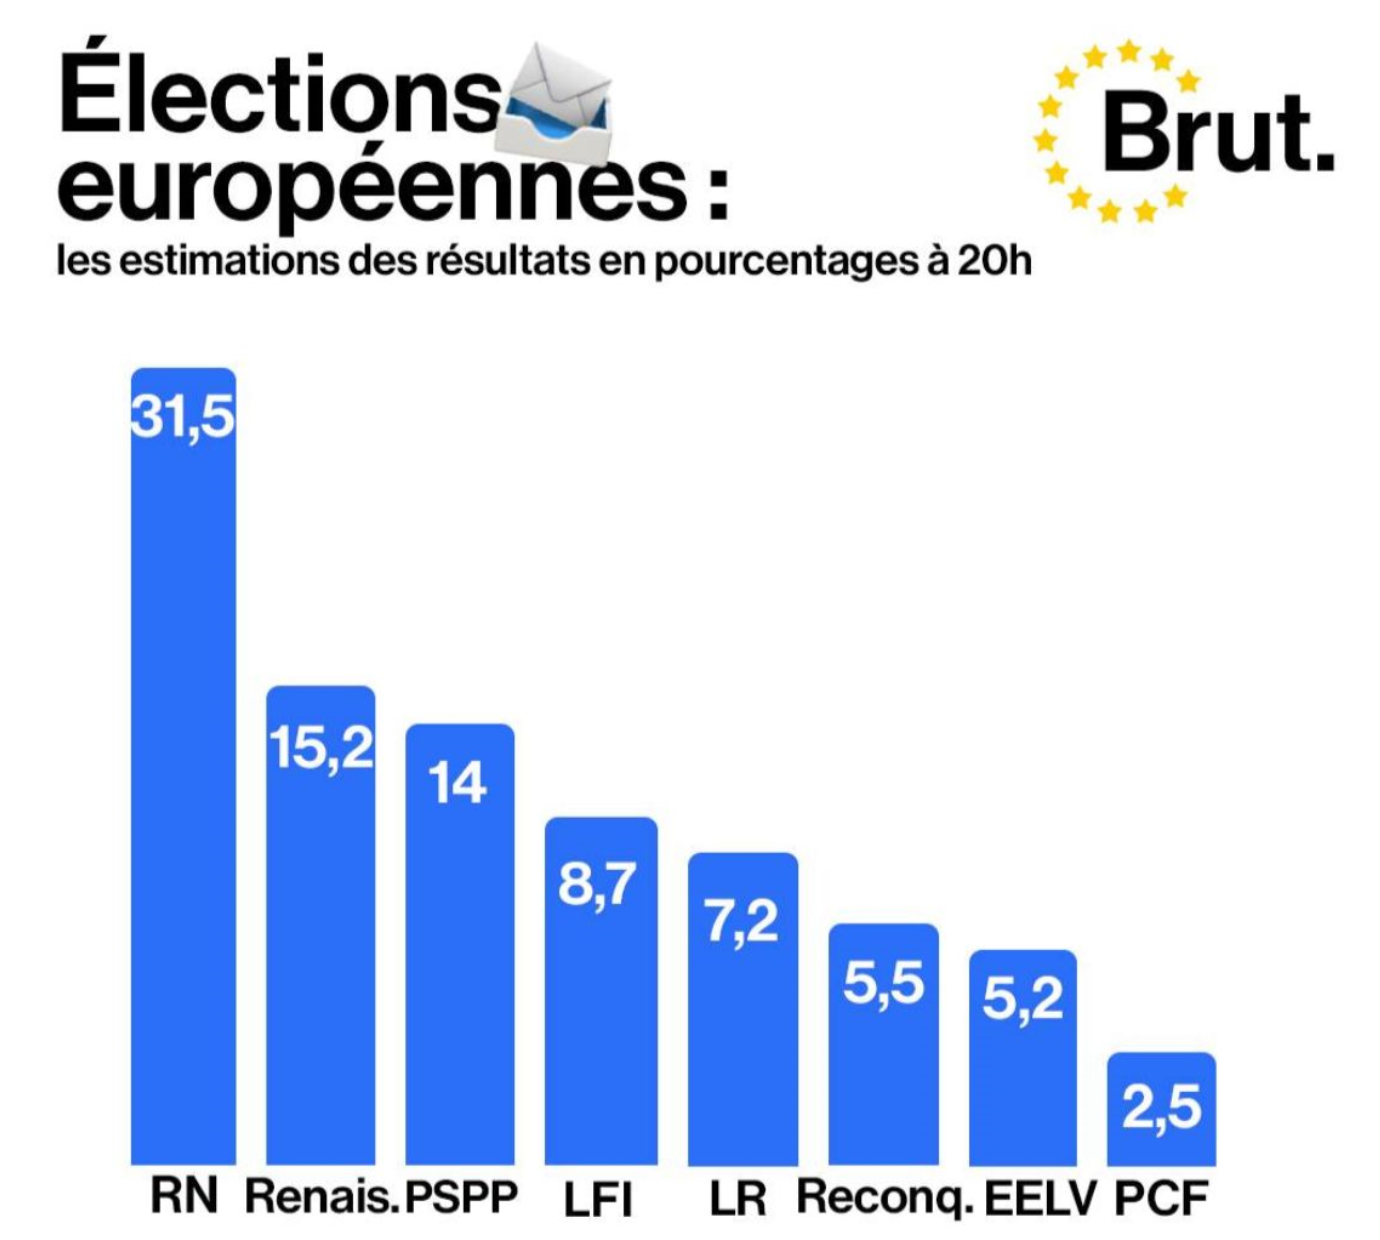 Élections
européennes :
les estimations des résultats en pourcentages à 20h
Brut.
31,5
15,2
14
8,7
7,2
5,5
5,2
2,5
RN Renais. PSPP LFI LR Reconq. EELV PCF